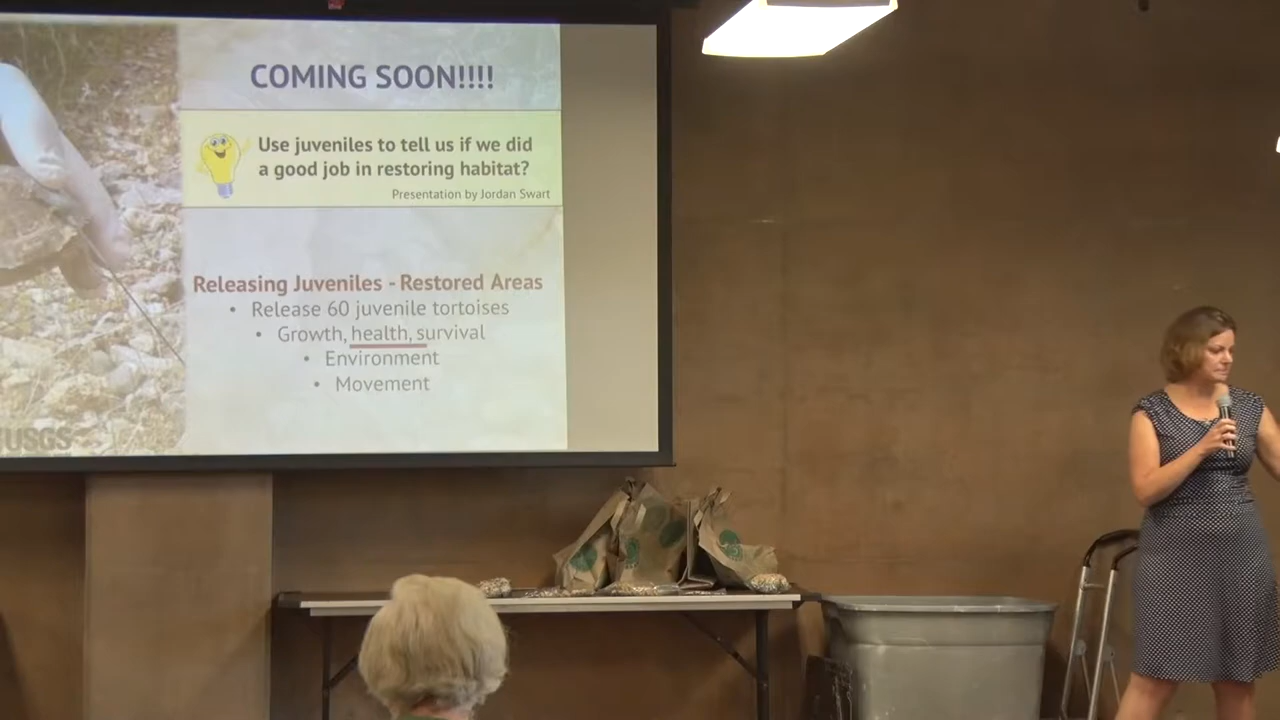 COMING SOON!!!!
Use juveniles to tell us if we did
a good job in restoring habitat?
Presentation by Jordan Swart
Releasing Juveniles - Restored Areas
• Release 60 juvenile tortoises
• Growth, health, survival
• Environment
• Movement
USGS